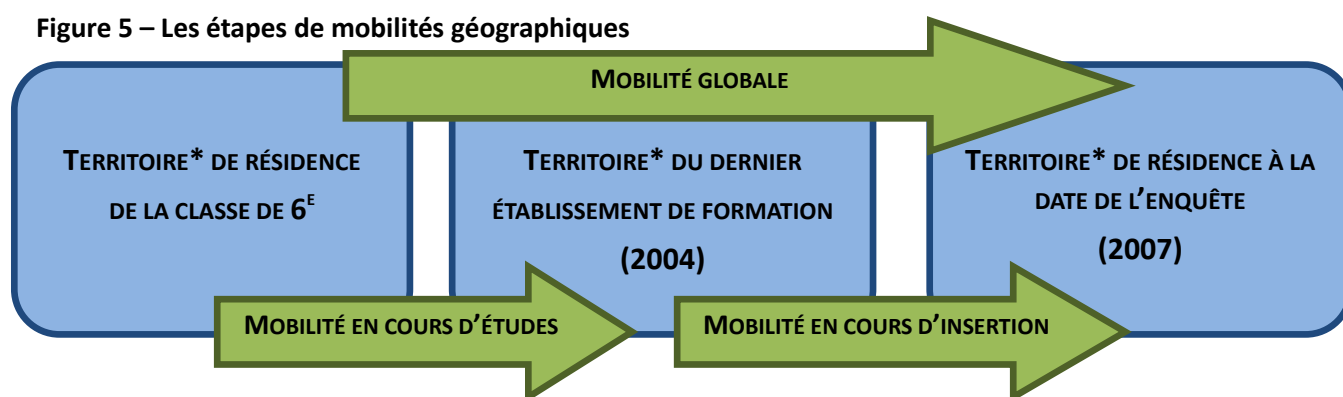 Figure 5 – Les étapes de mobilités géographiques
MOBILITÉ GLOBALE
TERRITOIRE* DE RÉSIDENCE
DE LA CLASSE DE 6E
TERRITOIRE* DU DERNIER
ÉTABLISSEMENT DE FORMATION
(2004)
TERRITOIRE* DE RÉSIDENCE À LA
DATE DE L'ENQUÊTE
(2007)
MOBILITÉ EN COURS D'ÉTUDES
MOBILITÉ EN COURS D'INSERTION